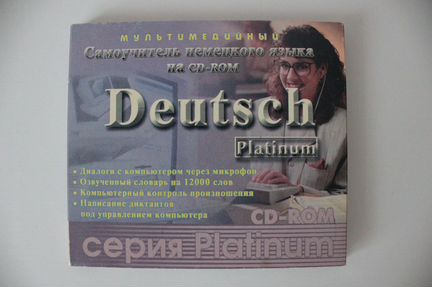 МУЛЬТИМЕДИЙНЫЙ
Самоучитель немецкого языка
на CD-ROM
Deutsch
Platinum
• Диалоги с компьютером через микрофон
• Озвученный словарь на 12000 слов
• Компьютерный контроль произношения
• Написание диктантов
под управлением компьютера
CD-ROM
серия Platinum